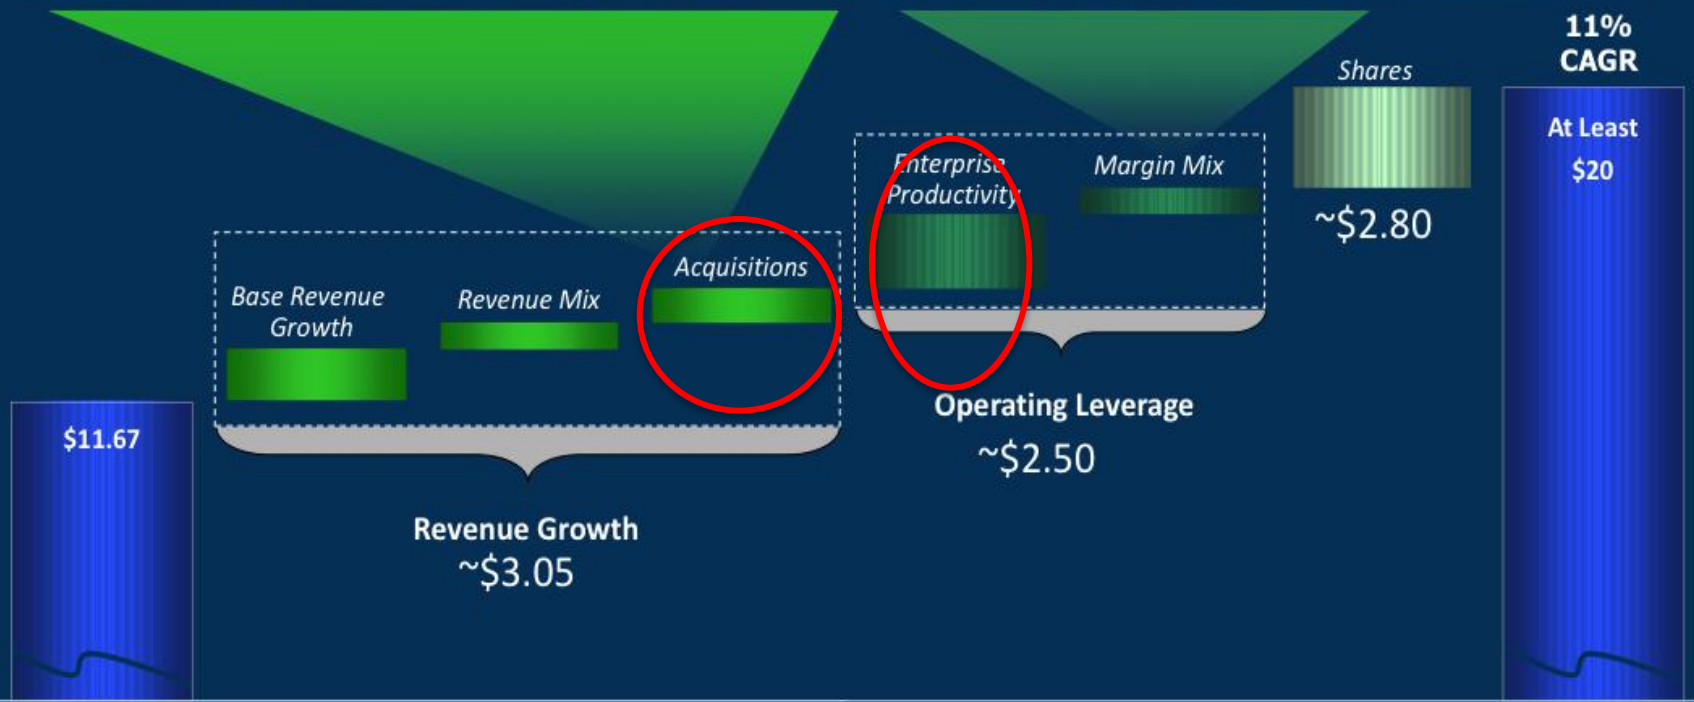 $11.67
Base Revenue
Growth
Revenue Mix
Acquisitions
Revenue Growth
~$3.05
Enterprise
Productivity
Margin Mix
Operating Leverage
~$2.50
Shares
~$2.80
11%
CAGR
At Least
$20